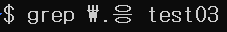 $ grep ₩.응 test03